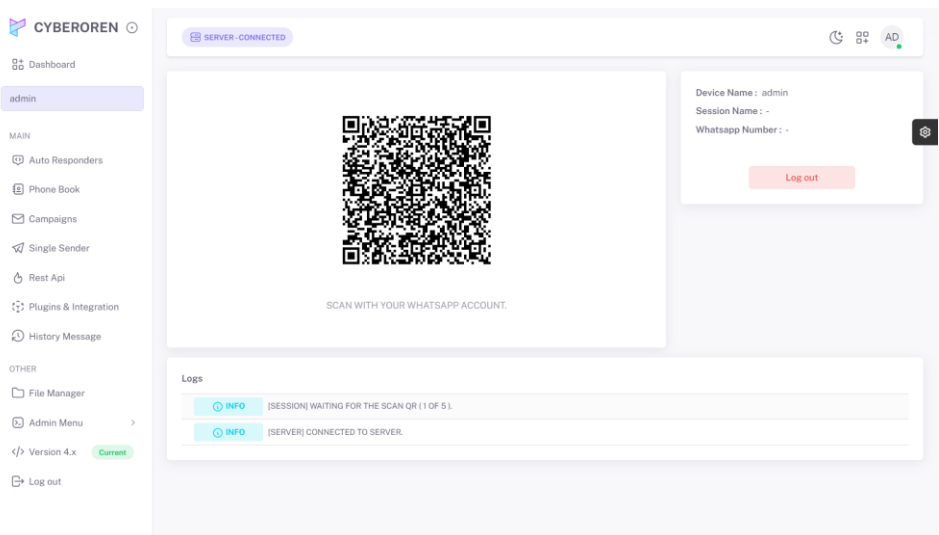 CYBEROREN
Dashboard
admin
MAIN
Auto Responders
Phone Book
Campaigns
Single Sender
Rest Api
Plugins & Integration
History Message
OTHER
File Manager
Admin Menu
Version 4.x Current
Log out
SERVER - CONNECTED
AD
SCAN WITH YOUR WHATSAPP ACCOUNT.
Device Name : admin
Session Name : -
Whatsapp Number : -
Log out
Logs
INFO [SESSION] WAITING FOR THE SCAN QR ( 1 OF 5 ).
INFO [SERVER] CONNECTED TO SERVER.